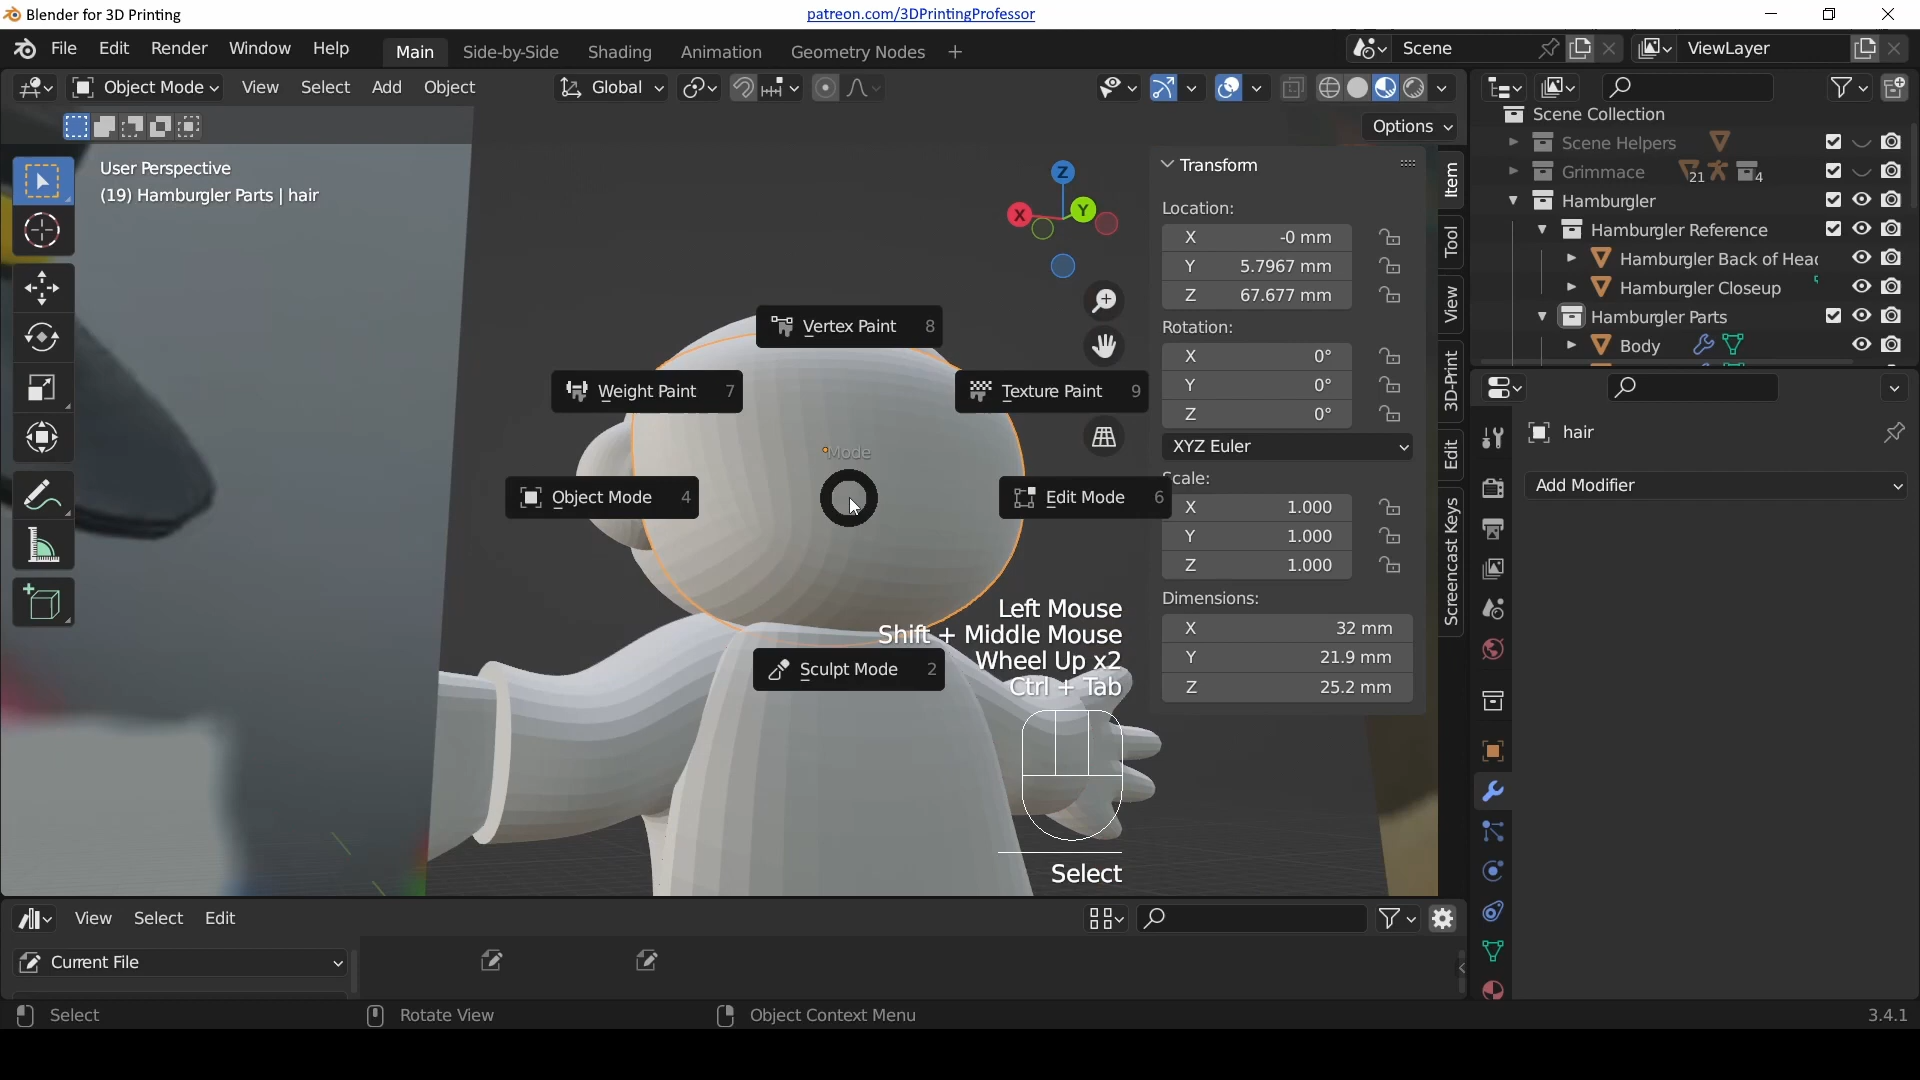 Blender for 3D Printing
patreon.com/3DPrintingProfessor
File Edit Render Window Help
Main Side-by-Side Shading Animation Geometry Nodes +
Scene
ViewLayer
Object Mode View Select Add Object
Global
Options
User Perspective
(19) Hamburgler Parts | hair
Z
X
Y
Transform
Location:
X -0 mm
Y 5.7967 mm
Z 67.677 mm
Rotation:
X 0°
Y 0°
Z 0°
XYZ Euler
Scale:
X 1.000
Y 1.000
Z 1.000
Dimensions:
X 32 mm
Y 21.9 mm
Z 25.2 mm
Item
Tool
View
3D-Print
Edit
Screencast Keys
Vertex Paint 8
Weight Paint 7
Texture Paint 9
Mode
Object Mode 4
Edit Mode 6
Sculpt Mode 2
Left Mouse
Shift + Middle Mouse
Wheel Up x2
Ctrl + Tab
Select
Scene Collection
Scene Helpers
Grimmace 21 4
Hamburgler
Hamburgler Reference
Hamburgler Back of Head
Hamburgler Closeup
Hamburgler Parts
Body
hair
Add Modifier
View Select Edit
Current File
Select
Rotate View
Object Context Menu
3.4.1